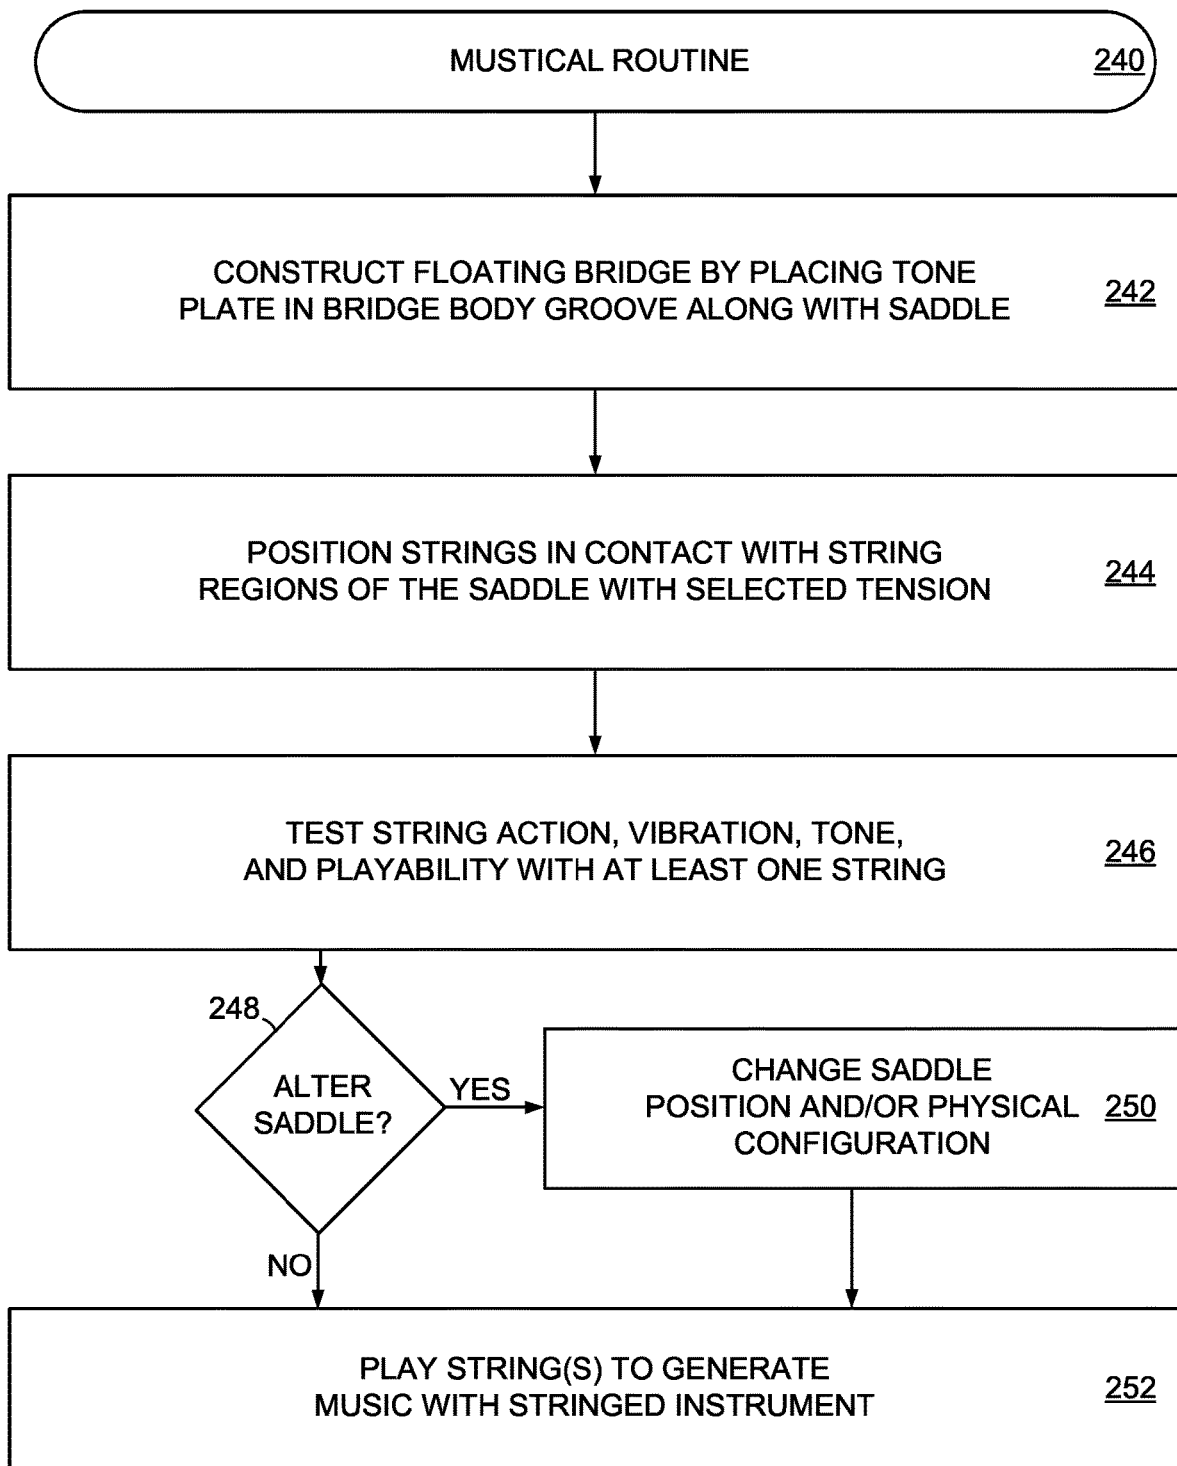 MUSTICAL ROUTINE
240
CONSTRUCT FLOATING BRIDGE BY PLACING TONE
PLATE IN BRIDGE BODY GROOVE ALONG WITH SADDLE
242
POSITION STRINGS IN CONTACT WITH STRING
REGIONS OF THE SADDLE WITH SELECTED TENSION
244
TEST STRING ACTION, VIBRATION, TONE,
AND PLAYABILITY WITH AT LEAST ONE STRING
246
248
ALTER
SADDLE?
YES
CHANGE SADDLE
POSITION AND/OR PHYSICAL
CONFIGURATION
250
NO
PLAY STRING(S) TO GENERATE
MUSIC WITH STRINGED INSTRUMENT
252